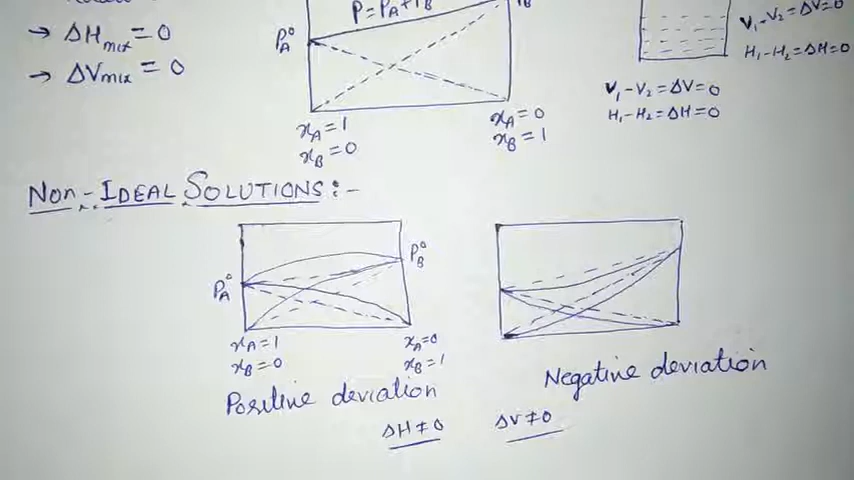 → ΔHmix = 0
→ ΔVmix = 0
P = PA + PB
PA°
xA = 1
xB = 0
xA = 0
xB = 1
V1 - V2 = ΔV = 0
H1 - H2 = ΔH = 0
V1 - V2 = ΔV = 0
H1 - H2 = ΔH = 0
NON-IDEAL SOLUTIONS:-
PA°
PB°
xA = 1
xB = 0
xA = 0
xB = 1
Positive deviation
Negative deviation
ΔH ≠ 0
ΔV ≠ 0